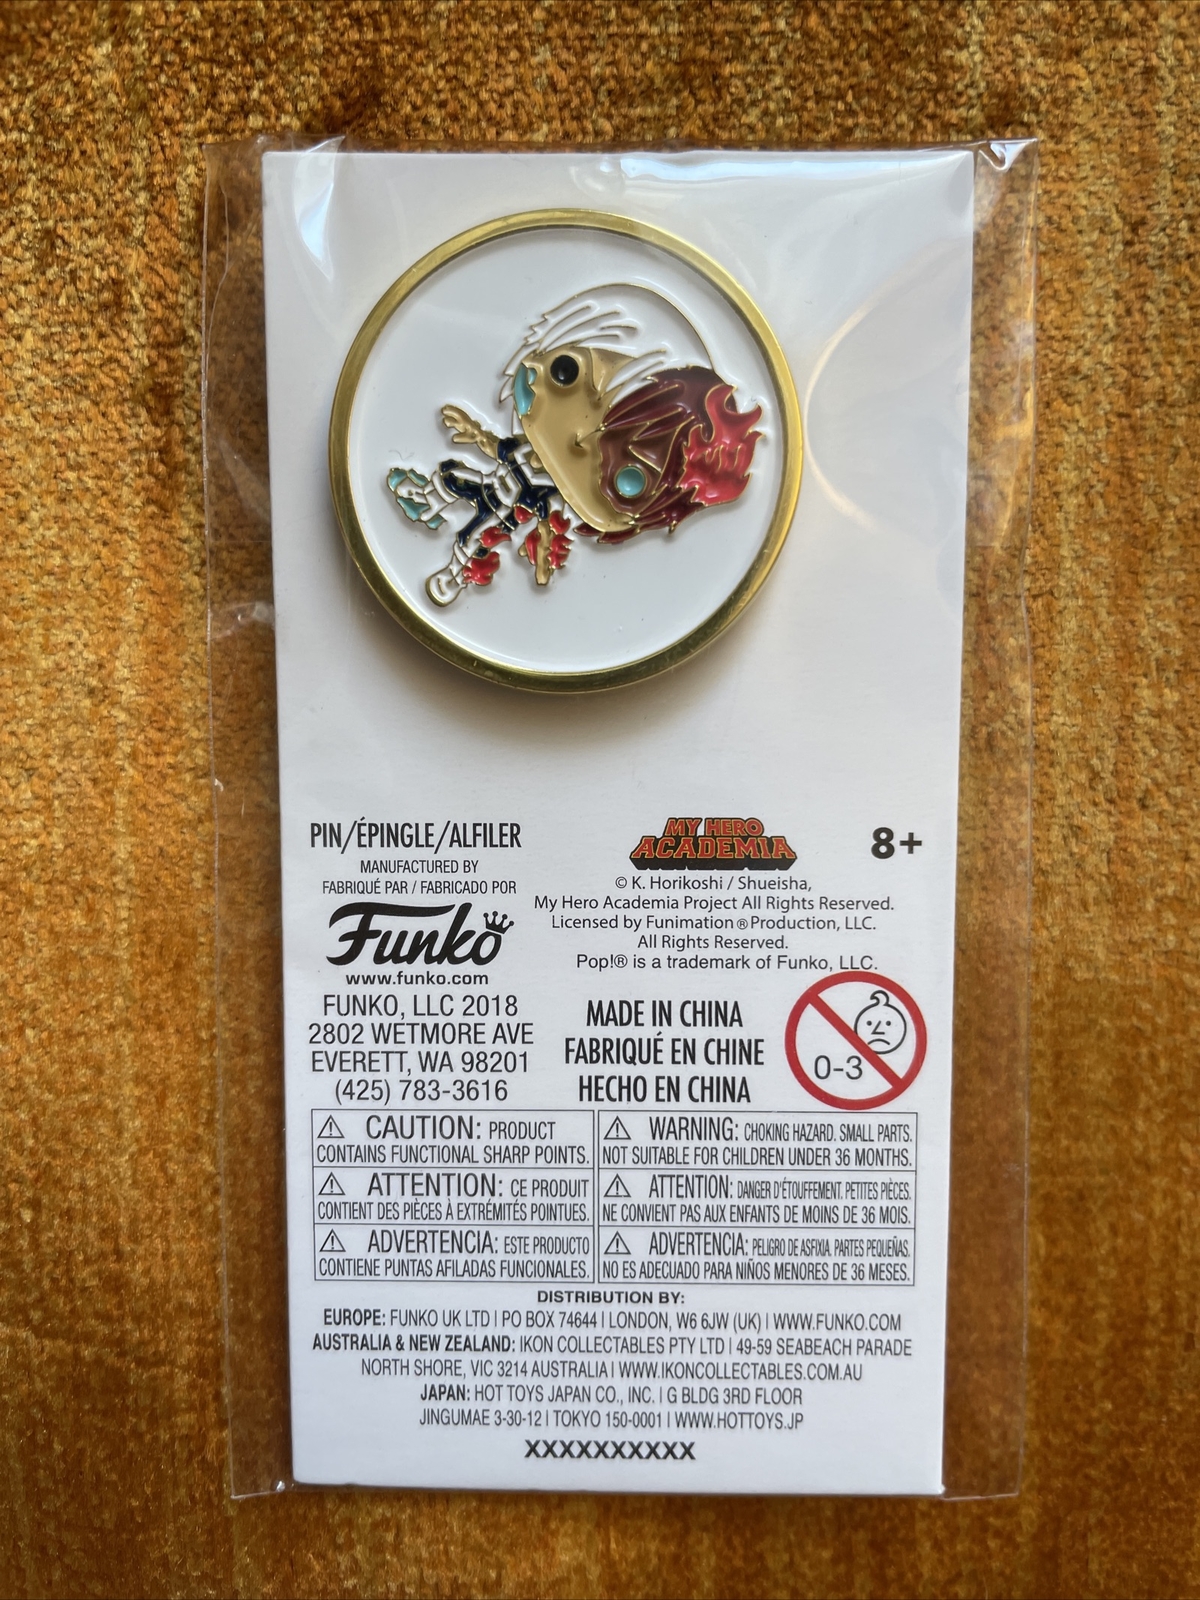 PIN/ÉPINGLE/ALFILER
MANUFACTURED BY
FABRIQUÉ PAR / FABRICADO POR
Funko
www.funko.com
FUNKO, LLC 2018
2802 WETMORE AVE
EVERETT, WA 98201
(425) 783-3616
MY HERO
ACADEMIA
8+
© K. Horikoshi / Shueisha,
My Hero Academia Project All Rights Reserved.
Licensed by Funimation® Production, LLC.
All Rights Reserved.
Pop!® is a trademark of Funko, LLC.
MADE IN CHINA
FABRIQUÉ EN CHINE
HECHO EN CHINA
0-3
⚠ CAUTION: PRODUCT
CONTAINS FUNCTIONAL SHARP POINTS.
⚠ ATTENTION: CE PRODUIT
CONTIENT DES PIÈCES À EXTRÉMITÉS POINTUES.
⚠ ADVERTENCIA: ESTE PRODUCTO
CONTIENE PUNTAS AFILADAS FUNCIONALES.
⚠ WARNING: CHOKING HAZARD. SMALL PARTS.
NOT SUITABLE FOR CHILDREN UNDER 36 MONTHS.
⚠ ATTENTION: DANGER D'ÉTOUFFEMENT. PETITES PIÈCES.
NE CONVIENT PAS AUX ENFANTS DE MOINS DE 36 MOIS.
⚠ ADVERTENCIA: PELIGRO DE ASFIXIA. PARTES PEQUEÑAS.
NO ES ADECUADO PARA NIÑOS MENORES DE 36 MESES.
DISTRIBUTION BY:
EUROPE: FUNKO UK LTD | PO BOX 74644 | LONDON, W6 6JW (UK) | WWW.FUNKO.COM
AUSTRALIA & NEW ZEALAND: IKON COLLECTABLES PTY LTD | 49-59 SEABEACH PARADE
NORTH SHORE, VIC 3214 AUSTRALIA | WWW.IKONCOLLECTABLES.COM.AU
JAPAN: HOT TOYS JAPAN CO., INC. | G BLDG 3RD FLOOR
JINGUMAE 3-30-12 | TOKYO 150-0001 | WWW.HOTTOYS.JP
XXXXXXXXXX